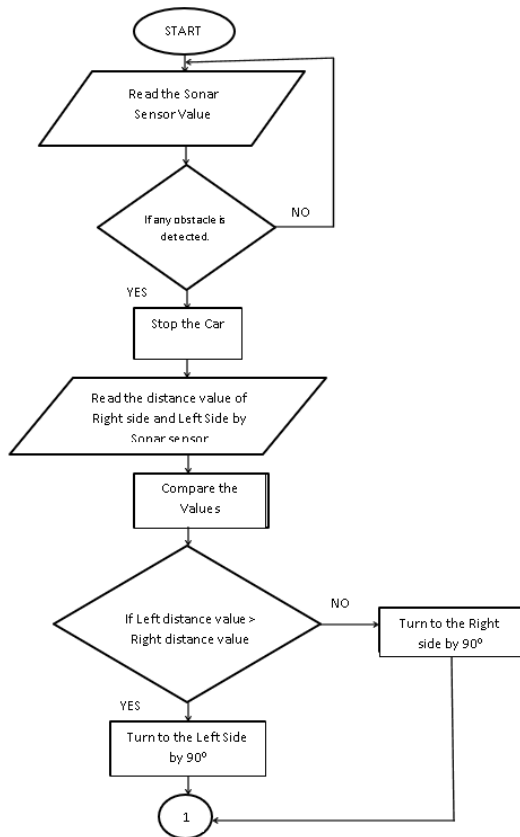 START
Read the Sonar
Sensor Value
If any obstacle is
detected.
NO
YES
Stop the Car
Read the distance value of
Right side and Left Side by
Sonar sensor
Compare the
Values
If Left distance value >
Right distance value
NO
Turn to the Right
side by 90º
YES
Turn to the Left Side
by 90º
1